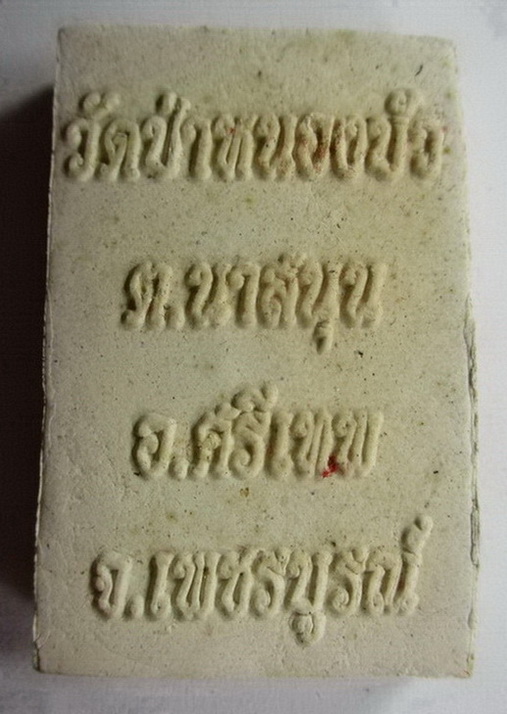 วัดป่าหนองบัว
ต.นาสนุ่น
อ.ศรีเทพ
จ.เพชรบูรณ์